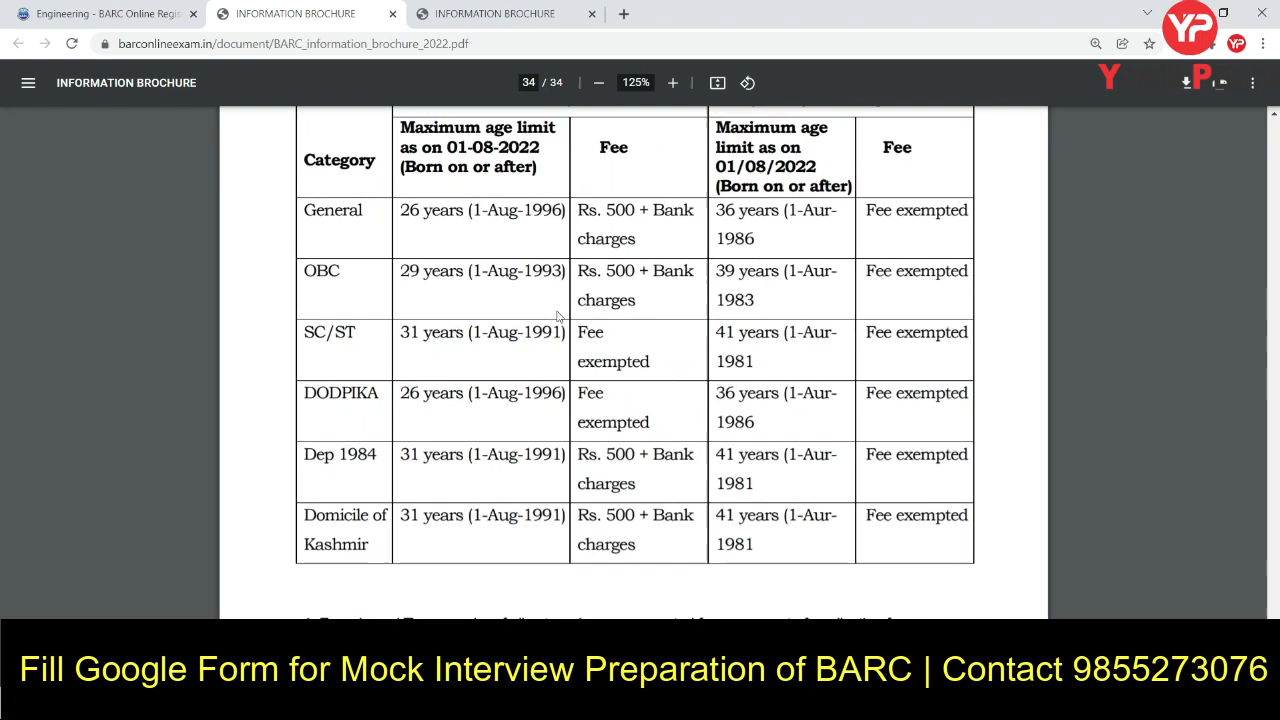 Engineering - BARC Online Regis
INFORMATION BROCHURE
INFORMATION BROCHURE
YP
barconlineexam.in/document/BARC_information_brochure_2022.pdf
YP
INFORMATION BROCHURE
34 / 34
125%
Y P
Category
Maximum age limit
as on 01-08-2022
(Born on or after)
Fee
Maximum age
limit as on
01/08/2022
(Born on or after)
Fee
General
26 years (1-Aug-1996)
Rs. 500 + Bank
charges
36 years (1-Aur-
1986
Fee exempted
OBC
29 years (1-Aug-1993)
Rs. 500 + Bank
charges
39 years (1-Aur-
1983
Fee exempted
SC/ST
31 years (1-Aug-1991)
Fee
exempted
41 years (1-Aur-
1981
Fee exempted
DODPIKA
26 years (1-Aug-1996)
Fee
exempted
36 years (1-Aur-
1986
Fee exempted
Dep 1984
31 years (1-Aug-1991)
Rs. 500 + Bank
charges
41 years (1-Aur-
1981
Fee exempted
Domicile of
Kashmir
31 years (1-Aug-1991)
Rs. 500 + Bank
charges
41 years (1-Aur-
1981
Fee exempted
Fill Google Form for Mock Interview Preparation of BARC | Contact 9855273076